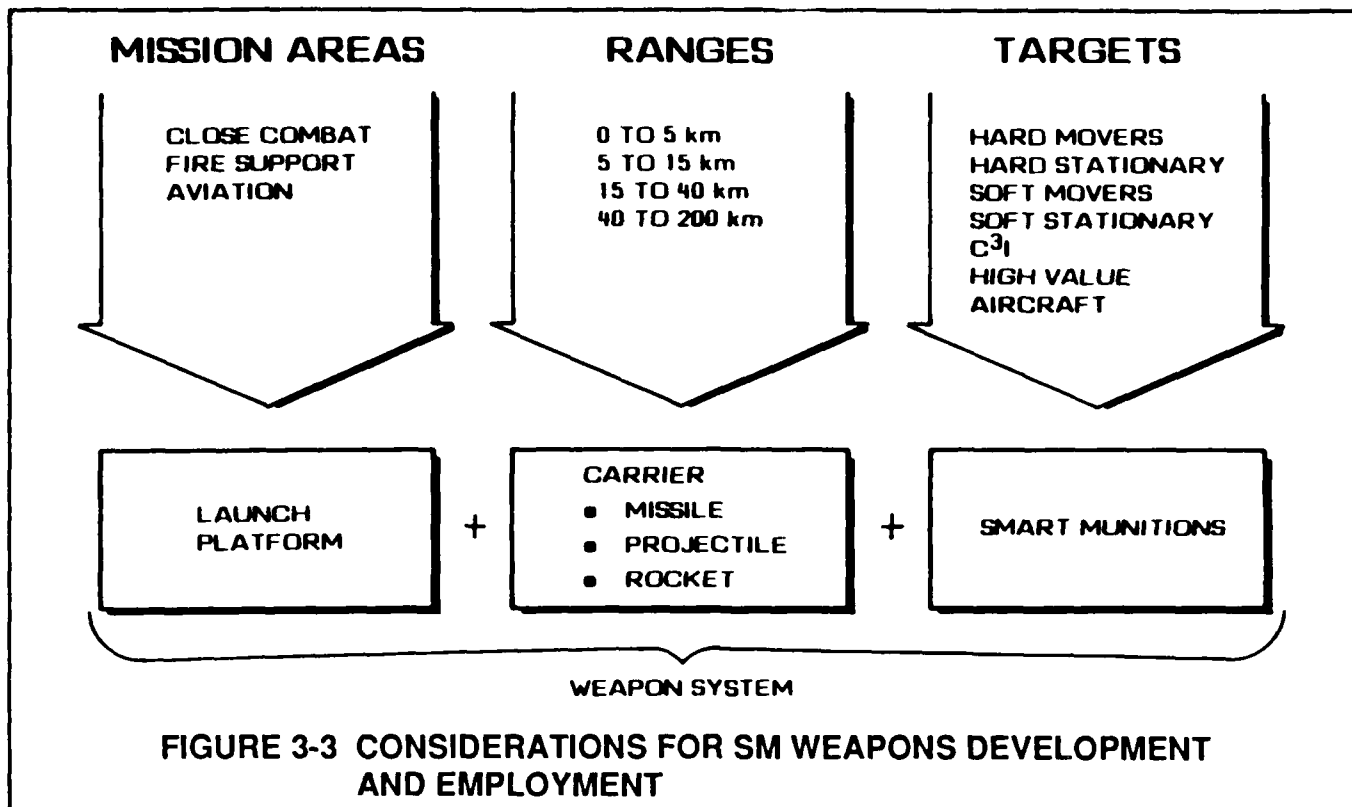 MISSION AREAS
CLOSE COMBAT
FIRE SUPPORT
AVIATION
RANGES
0 TO 5 km
5 TO 15 km
15 TO 40 km
40 TO 200 km
TARGETS
HARD MOVERS
HARD STATIONARY
SOFT MOVERS
SOFT STATIONARY
C³I
HIGH VALUE
AIRCRAFT
LAUNCH
PLATFORM
+
CARRIER
• MISSILE
• PROJECTILE
• ROCKET
+
SMART MUNITIONS
WEAPON SYSTEM
FIGURE 3-3 CONSIDERATIONS FOR SM WEAPONS DEVELOPMENT
AND EMPLOYMENT